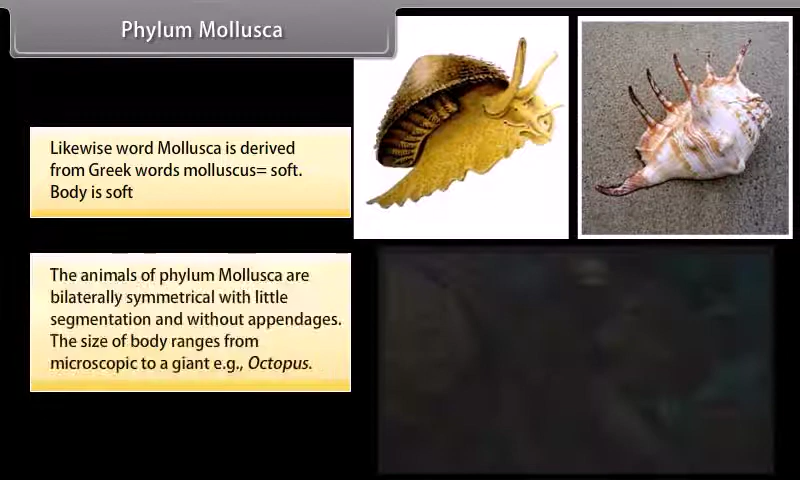 Phylum Mollusca
Likewise word Mollusca is derived
from Greek words molluscus= soft.
Body is soft
The animals of phylum Mollusca are
bilaterally symmetrical with little
segmentation and without appendages.
The size of body ranges from
microscopic to a giant e.g., Octopus.